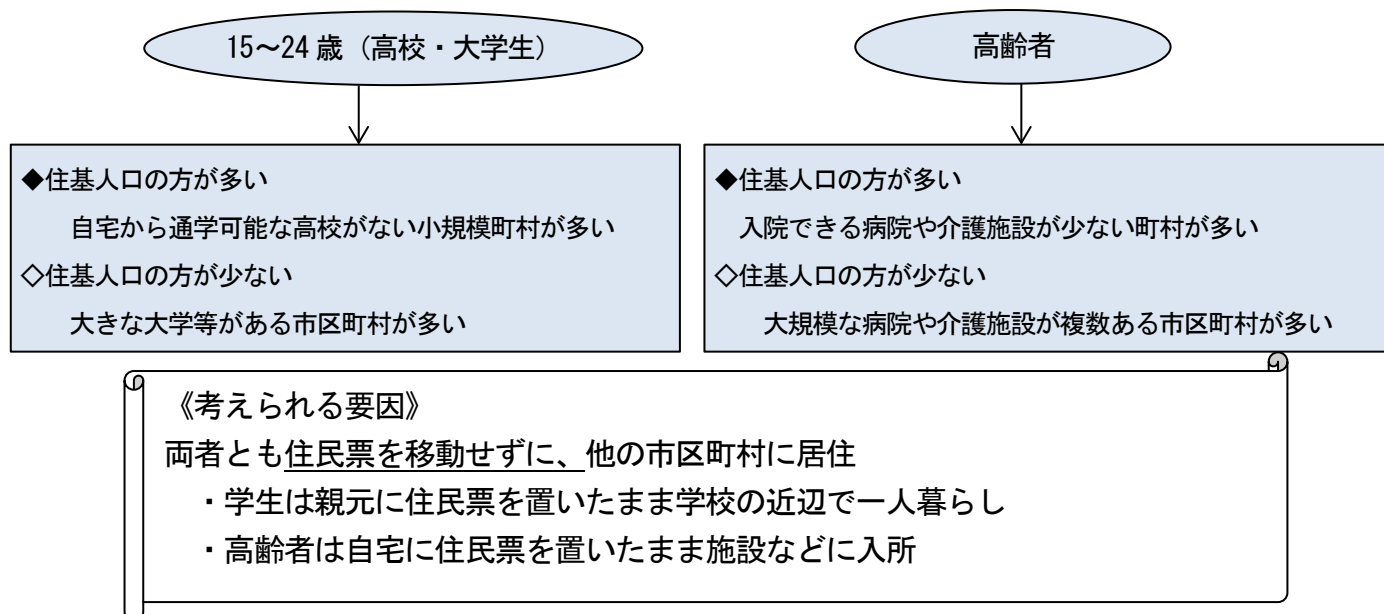 15～24 歳（高校・大学生）
高齢者
◆住基人口の方が多い
自宅から通学可能な高校がない小規模町村が多い
◇住基人口の方が少ない
大きな大学等がある市区町村が多い
◆住基人口の方が多い
入院できる病院や介護施設が少ない町村が多い
◇住基人口の方が少ない
大規模な病院や介護施設が複数ある市区町村が多い
《考えられる要因》
両者とも住民票を移動せずに、他の市区町村に居住
・学生は親元に住民票を置いたまま学校の近辺で一人暮らし
・高齢者は自宅に住民票を置いたまま施設などに入所